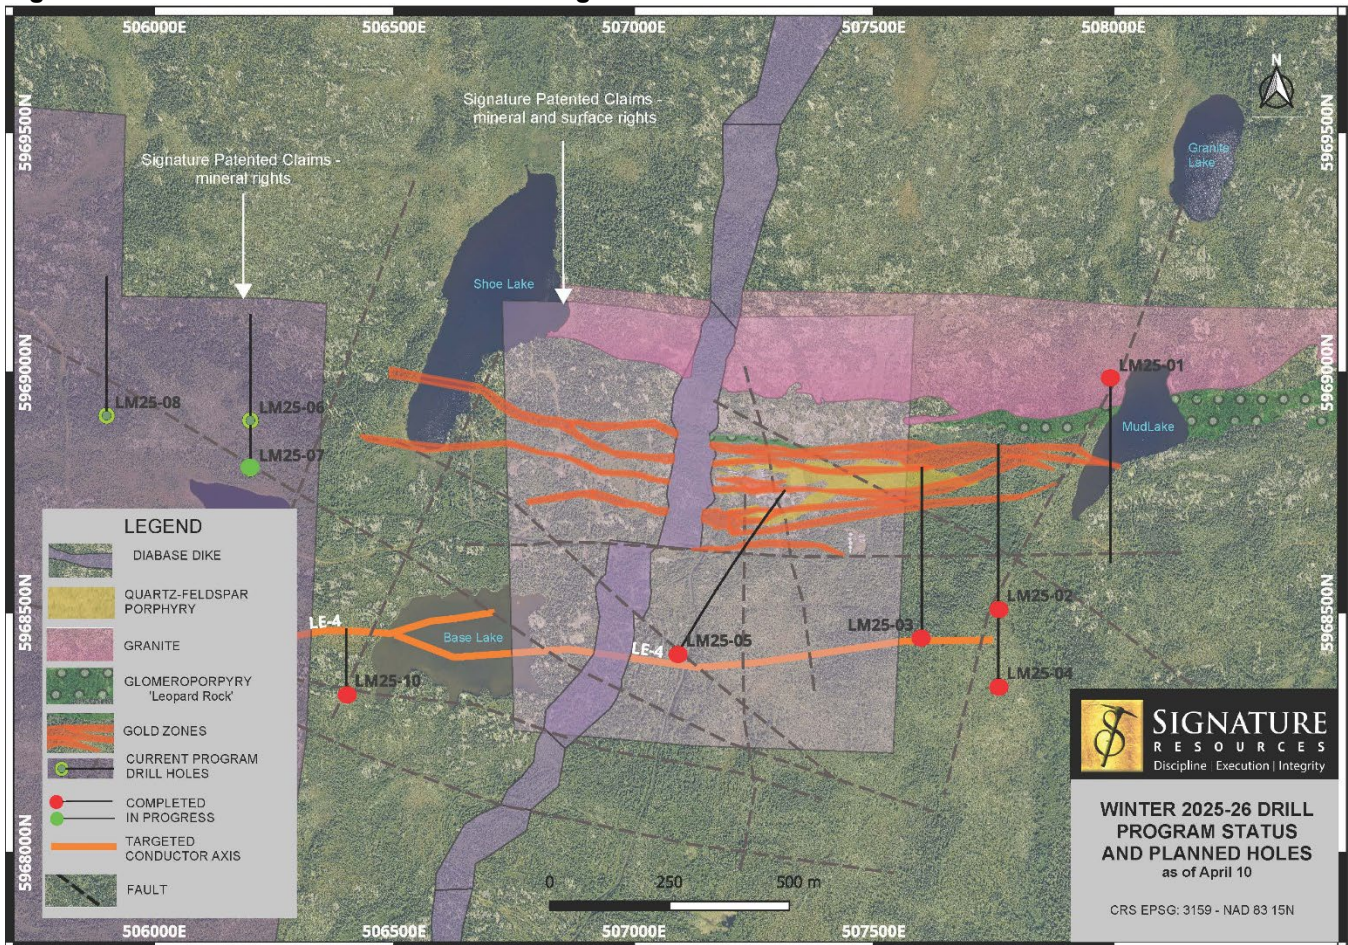 506000E
506500E
507000E
507500E
508000E
5969500N
5969000N
5968500N
5968000N
5969500N
5969000N
5968500N
N
Signature Patented Claims -
mineral and surface rights
Signature Patented Claims -
mineral rights
Granite
Lake
Shoe Lake
LM25-01
LM25-08
LM25-06
MudLake
LM25-07
LM25-02
LE-4
Base Lake
LM25-03
LE-4
LM25-05
LM25-04
LM25-10
LEGEND
DIABASE DIKE
QUARTZ-FELDSPAR
PORPHYRY
GRANITE
GLOMEROPORPYRY
'Leopard Rock'
GOLD ZONES
CURRENT PROGRAM
DRILL HOLES
COMPLETED
IN PROGRESS
TARGETED
CONDUCTOR AXIS
FAULT
0 250 500 m
SIGNATURE
RESOURCES
Discipline | Execution | Integrity
WINTER 2025-26 DRILL
PROGRAM STATUS
AND PLANNED HOLES
as of April 10
CRS EPSG: 3159 - NAD 83 15N
506000E
506500E
507000E
507500E